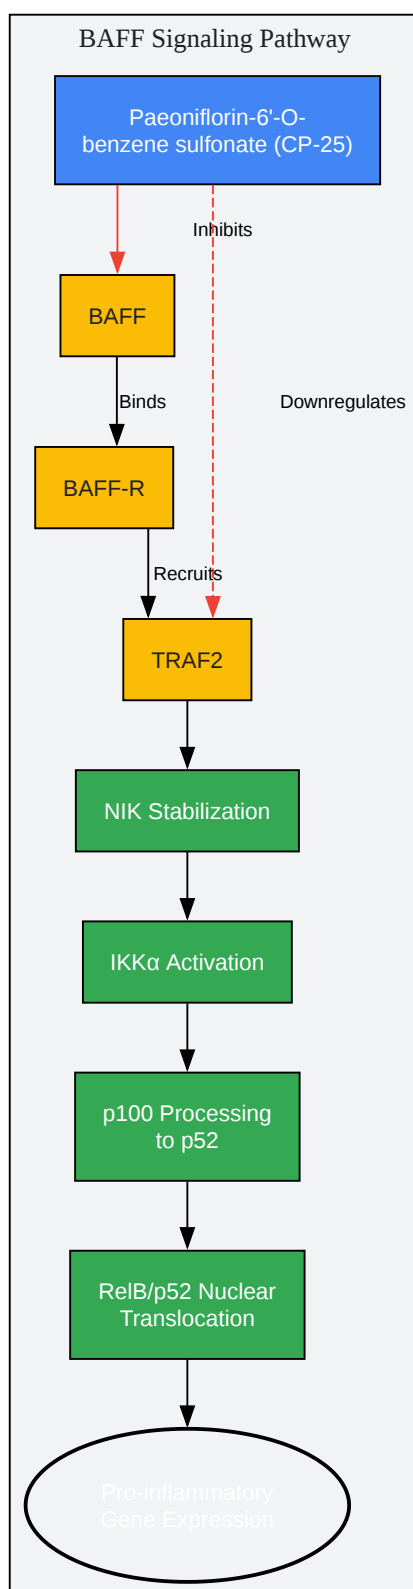 BAFF Signaling Pathway
Paeoniflorin-6'-O-
benzene sulfonate (CP-25)
Inhibits
BAFF
Binds
Downregulates
BAFF-R
Recruits
TRAF2
NIK Stabilization
IKKα Activation
p100 Processing
to p52
RelB/p52 Nuclear
Translocation
Pro-inflammatory
Gene Expression